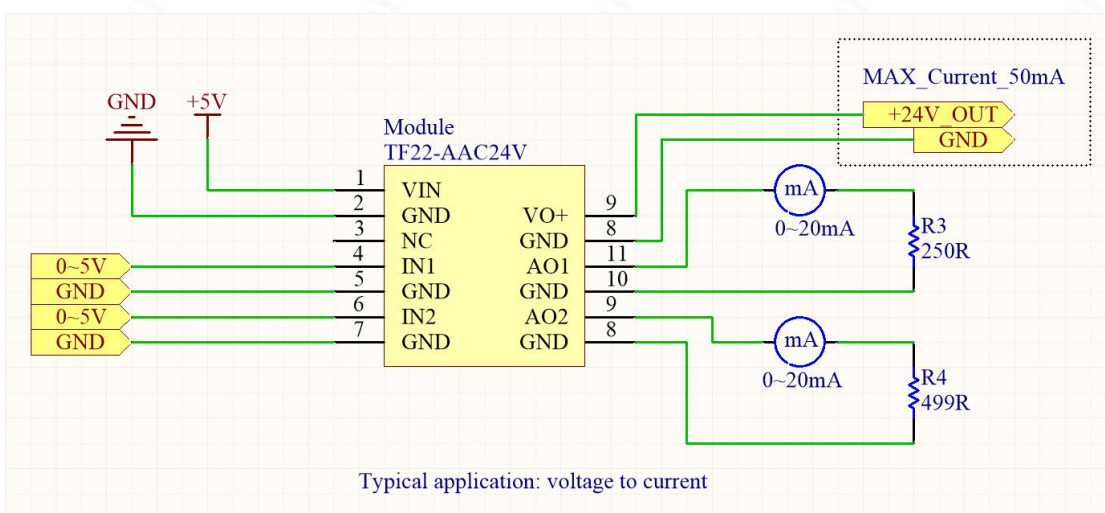 MAX_Current_50mA
GND +5V
+24V_OUT
Module
GND
TF22-AAC24V
1 VIN
mA
2 GND VO+ 9
0~20mA
R3
3 NC GND 8
250R
0~5V 4 IN1 AO1 11
GND 5 GND GND 10
0~5V 6 IN2 AO2 9
GND 7 GND GND 8
mA
0~20mA
R4
499R
Typical application: voltage to current